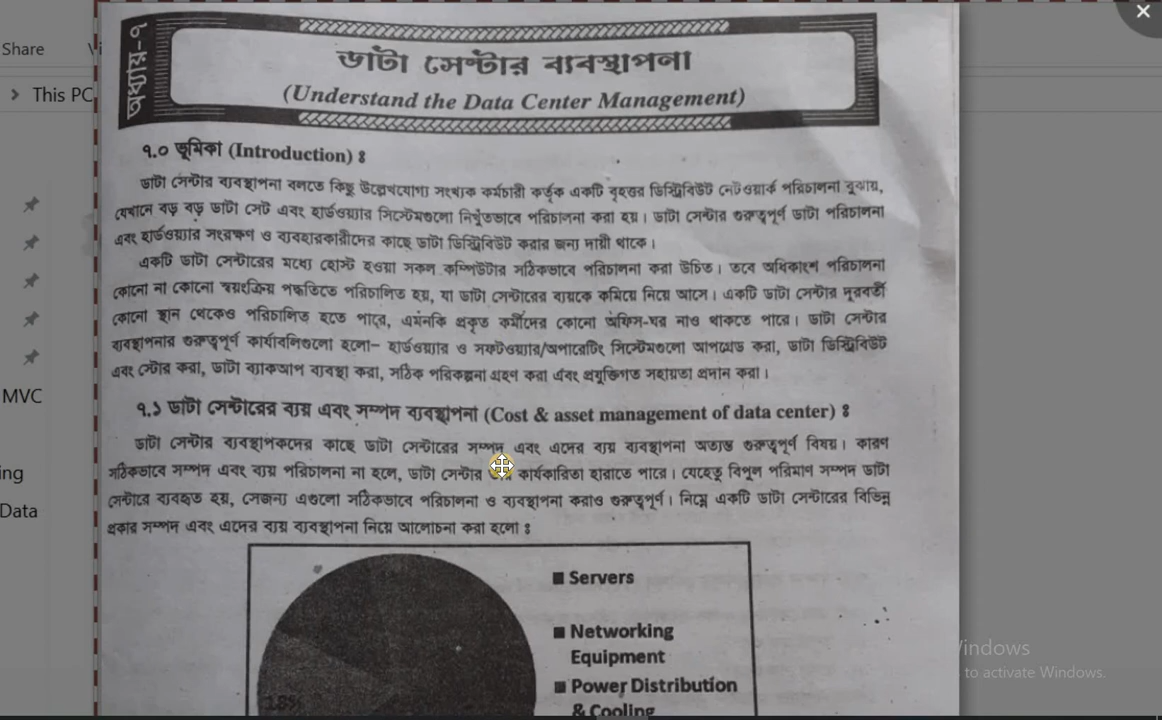 Share
This PC
MVC
ing
Data
অধ্যায়-৭
ডাটা সেন্টার ব্যবস্থাপনা
(Understand the Data Center Management)
৭.০ ভূমিকা (Introduction) ঃ
ডাটা সেন্টার ব্যবস্থাপনা বলতে কিছু উল্লেখযোগ্য সংখ্যক কর্মচারী কর্তৃক একটি বৃহত্তর ডিস্ট্রিবিউট নেটওয়ার্ক পরিচালনা বুঝায়,
যেখানে বড় বড় ডাটা সেট এবং হার্ডওয়্যার সিস্টেমগুলো নিখুঁতভাবে পরিচালনা করা হয়। ডাটা সেন্টার গুরুত্বপূর্ণ ডাটা পরিচালনা
এবং হার্ডওয়্যার সংরক্ষণ ও ব্যবহারকারীদের কাছে ডাটা ডিস্ট্রিবিউট করার জন্য দায়ী থাকে।
একটি ডাটা সেন্টারের মধ্যে হোস্ট হওয়া সকল কম্পিউটার সঠিকভাবে পরিচালনা করা উচিত। তবে অধিকাংশ পরিচালনা
কোনো না কোনো স্বয়ংক্রিয় পদ্ধতিতে পরিচালিত হয়, যা ডাটা সেন্টারের ব্যয়কে কমিয়ে নিয়ে আসে। একটি ডাটা সেন্টার দূরবর্তী
কোনো স্থান থেকেও পরিচালিত হতে পারে, এমনকি প্রকৃত কর্মীদের কোনো অফিস-ঘর নাও থাকতে পারে। ডাটা সেন্টার
ব্যবস্থাপনার গুরুত্বপূর্ণ কার্যাবলিগুলো হলো– হার্ডওয়্যার ও সফটওয়্যার/অপারেটিং সিস্টেমগুলো আপগ্রেড করা, ডাটা ডিস্ট্রিবিউট
এবং স্টোর করা, ডাটা ব্যাকআপ ব্যবস্থা করা, সঠিক পরিকল্পনা গ্রহণ করা এবং প্রযুক্তিগত সহায়তা প্রদান করা।
৭.১ ডাটা সেন্টারের ব্যয় এবং সম্পদ ব্যবস্থাপনা (Cost & asset management of data center) ঃ
ডাটা সেন্টার ব্যবস্থাপকদের কাছে ডাটা সেন্টারের সম্পদ এবং এদের ব্যয় ব্যবস্থাপনা অত্যন্ত গুরুত্বপূর্ণ বিষয়। কারণ
সঠিকভাবে সম্পদ এবং ব্যয় পরিচালনা না হলে, ডাটা সেন্টার কার্যকারিতা হারাতে পারে। যেহেতু বিপুল পরিমাণ সম্পদ ডাটা
সেন্টারে ব্যবহৃত হয়, সেজন্য এগুলো সঠিকভাবে পরিচালনা ও ব্যবস্থাপনা করাও গুরুত্বপূর্ণ। নিম্নে একটি ডাটা সেন্টারের বিভিন্ন
প্রকার সম্পদ এবং এদের ব্যয় ব্যবস্থাপনা নিয়ে আলোচনা করা হলো ঃ
Servers
Networking
Equipment
Power Distribution
& Cooling
18%
Windows
to activate Windows.